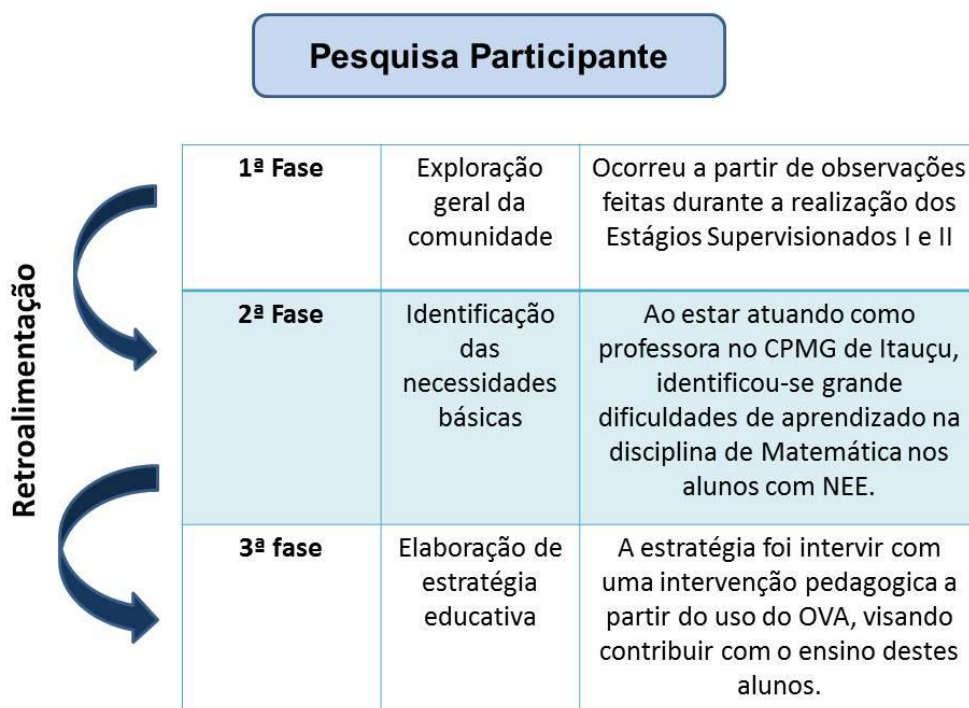 Pesquisa Participante
Retroalimentação
1ª Fase
Exploração
geral da
comunidade
Ocorreu a partir de observações
feitas durante a realização dos
Estágios Supervisionados I e II
2ª Fase
Identificação
das
necessidades
básicas
Ao estar atuando como
professora no CPMG de Itauçu,
identificou-se grande
dificuldades de aprendizado na
disciplina de Matemática nos
alunos com NEE.
3ª fase
Elaboração de
estratégia
educativa
A estratégia foi intervir com
uma intervenção pedagogica a
partir do uso do OVA, visando
contribuir com o ensino destes
alunos.